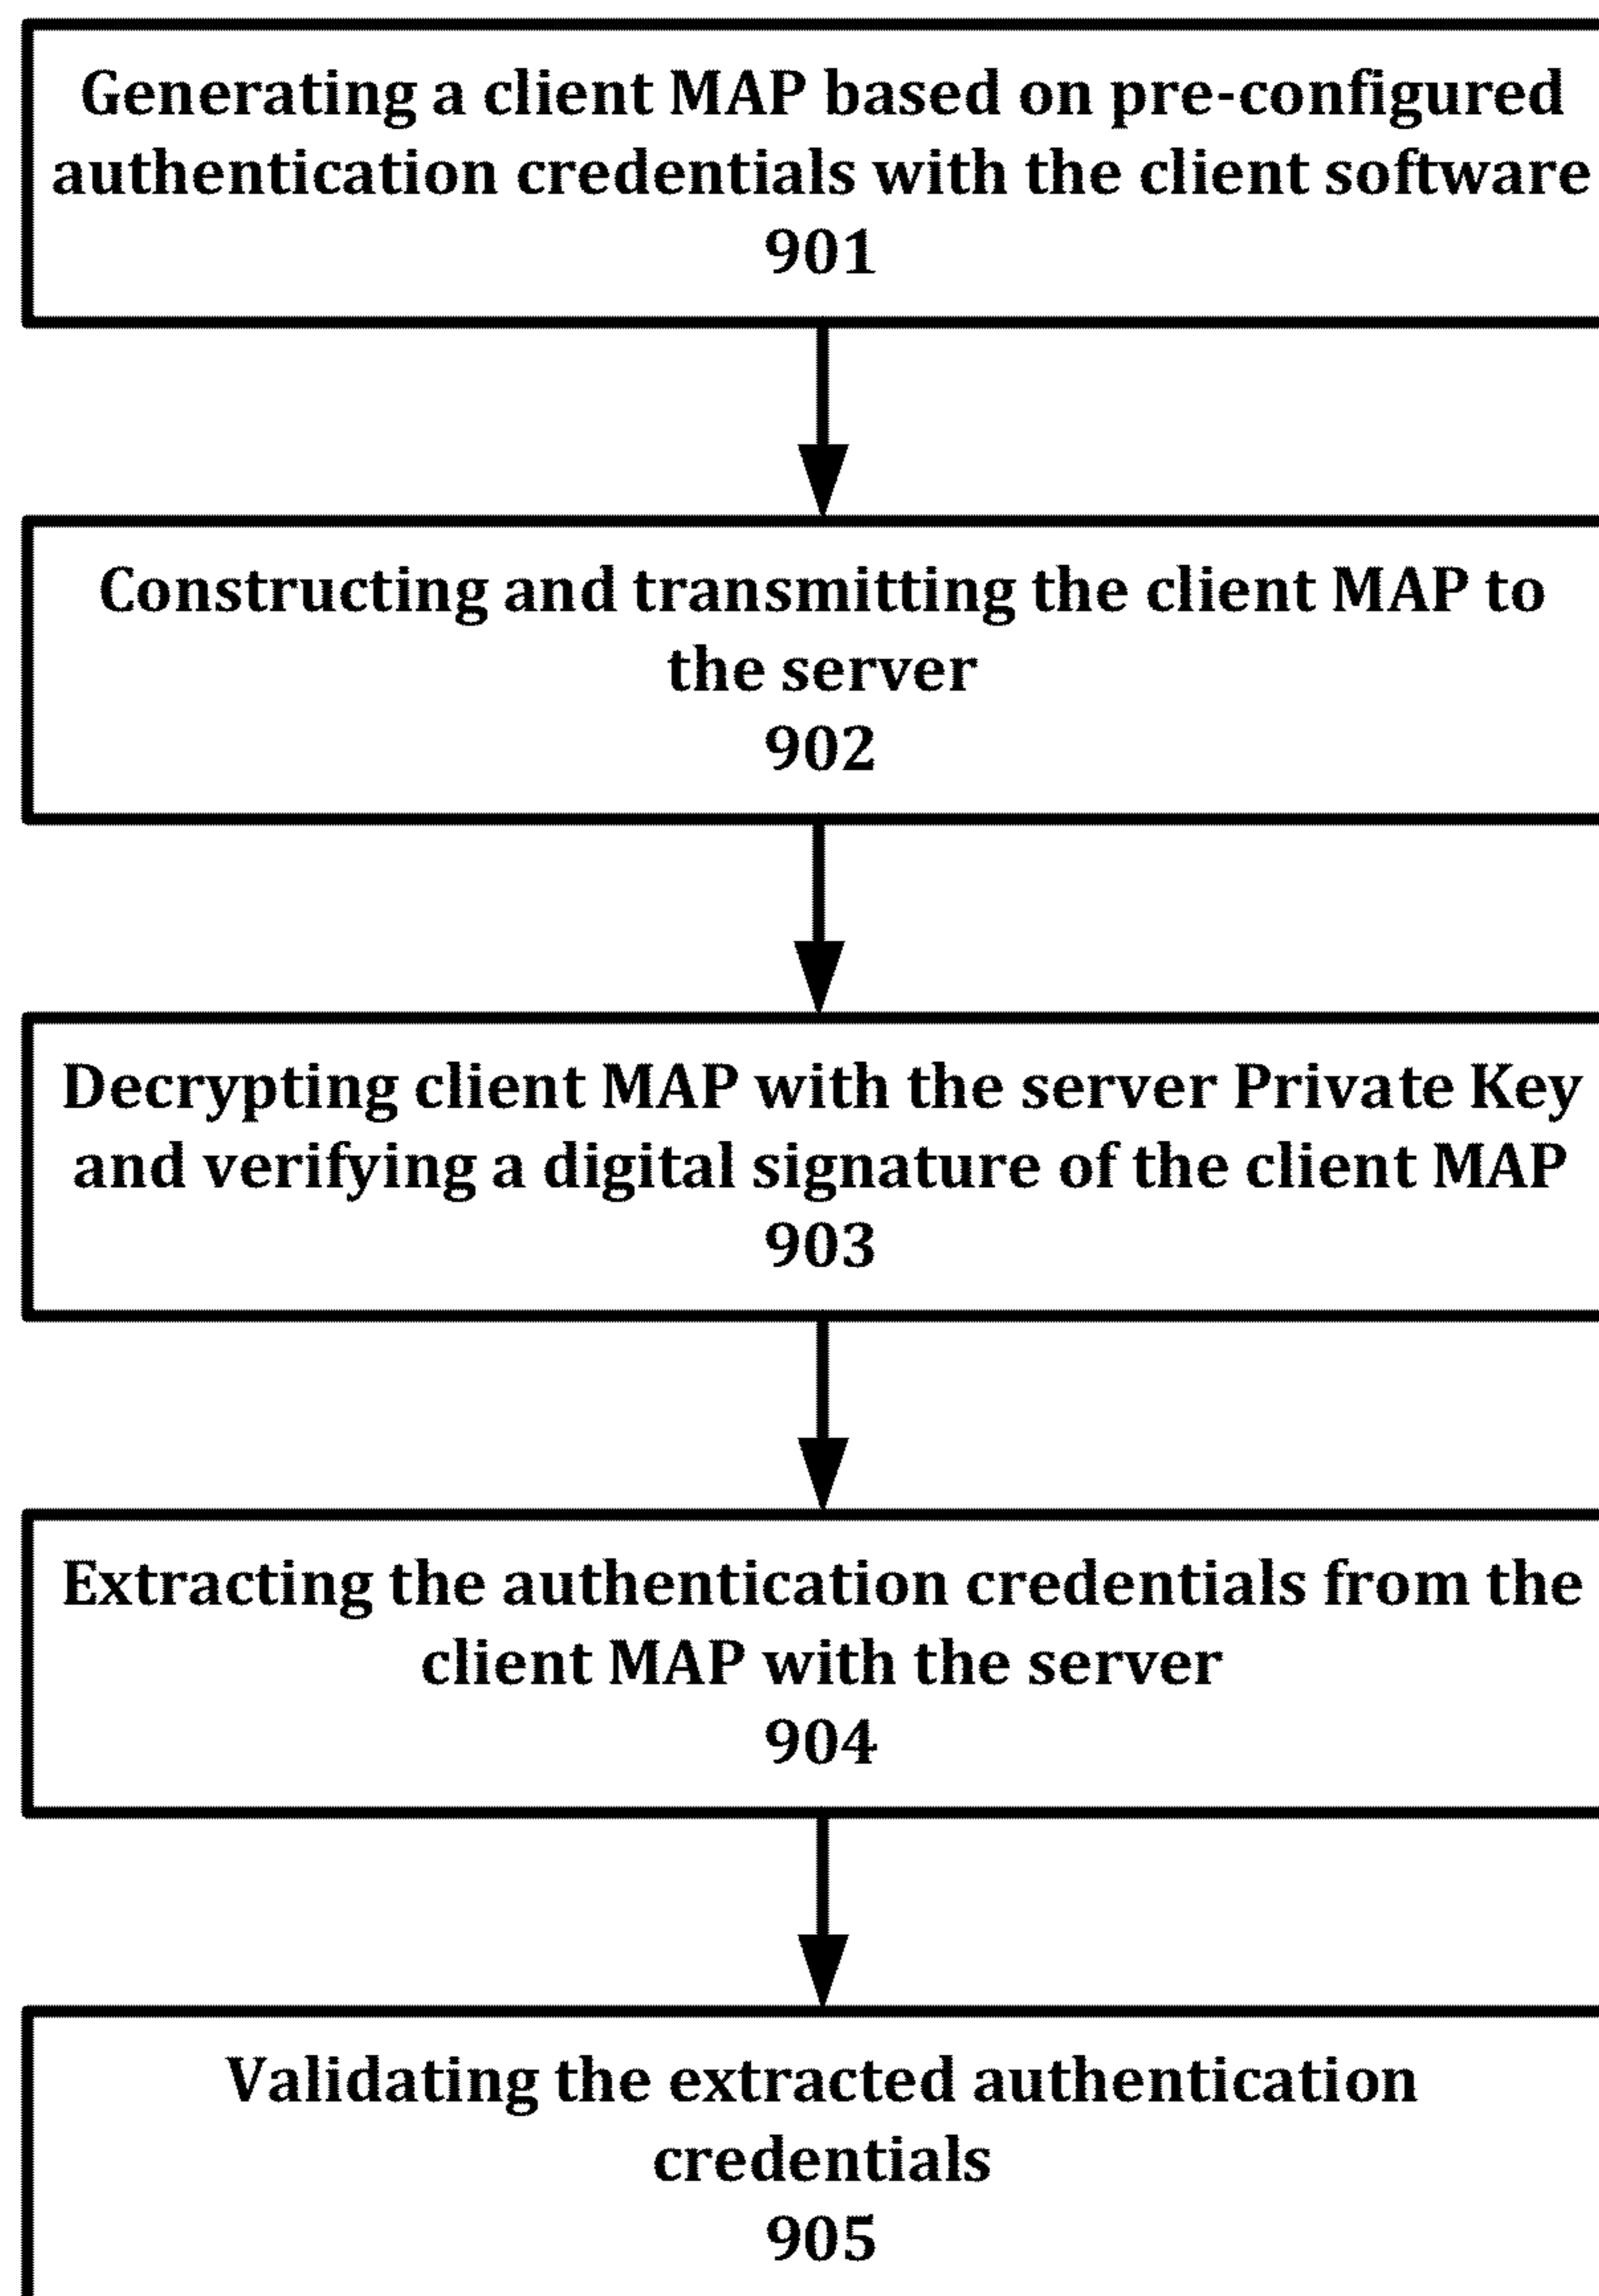 Generating a client MAP based on pre-configured
authentication credentials with the client software
901
Constructing and transmitting the client MAP to
the server
902
Decrypting client MAP with the server Private Key
and verifying a digital signature of the client MAP
903
Extracting the authentication credentials from the
client MAP with the server
904
Validating the extracted authentication
credentials
905